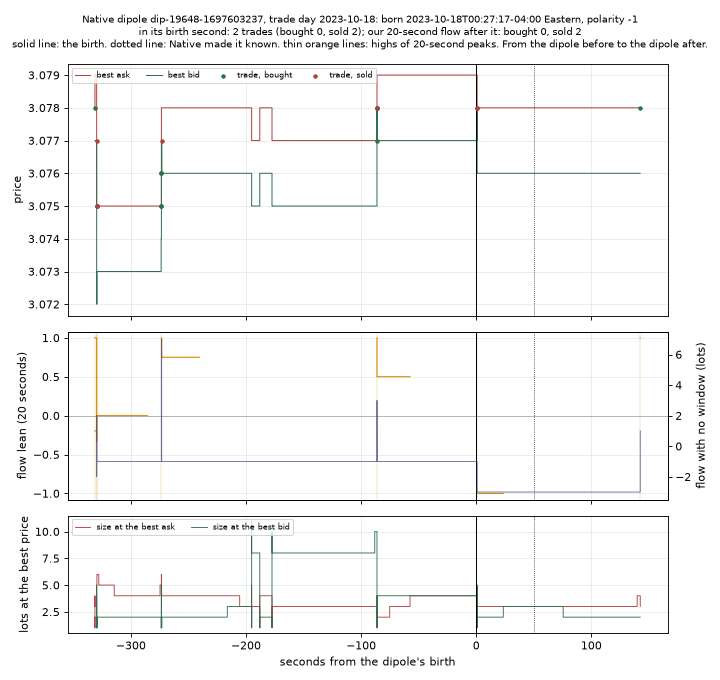 Native dipole dip-19648-1697603237, trade day 2023-10-18: born 2023-10-18T00:27:17-04:00 Eastern, polarity -1
in its birth second: 2 trades (bought 0, sold 2); our 20-second flow after it: bought 0, sold 2
solid line: the birth. dotted line: Native made it known. thin orange lines: highs of 20-second peaks. From the dipole before to the dipole after.
best ask
best bid
trade, bought
trade, sold
3.079
3.078
3.077
3.076
3.075
3.074
3.073
3.072
price
1.0
0.5
0.0
−0.5
−1.0
flow lean (20 seconds)
6
4
2
0
−2
flow with no window (lots)
size at the best ask
size at the best bid
10.0
7.5
5.0
2.5
lots at the best price
−300
−200
−100
0
100
seconds from the dipole's birth